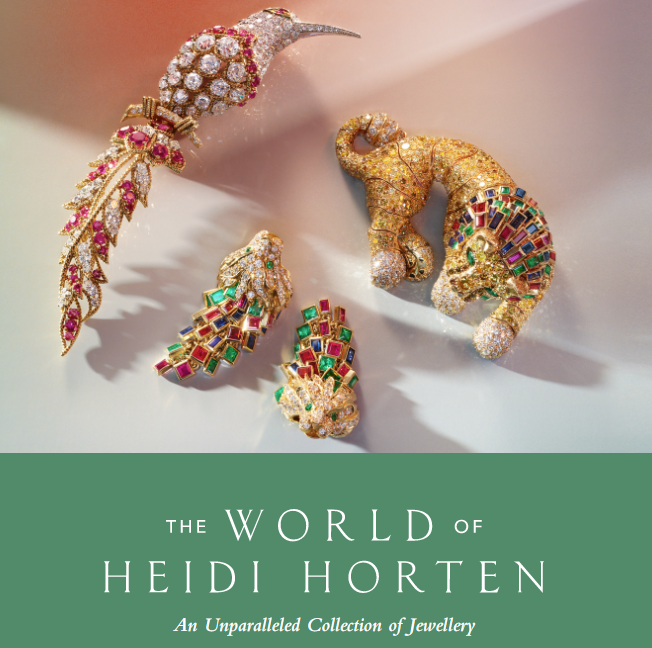 THE WORLD OF
HEIDI HORTEN
An Unparalleled Collection of Jewellery